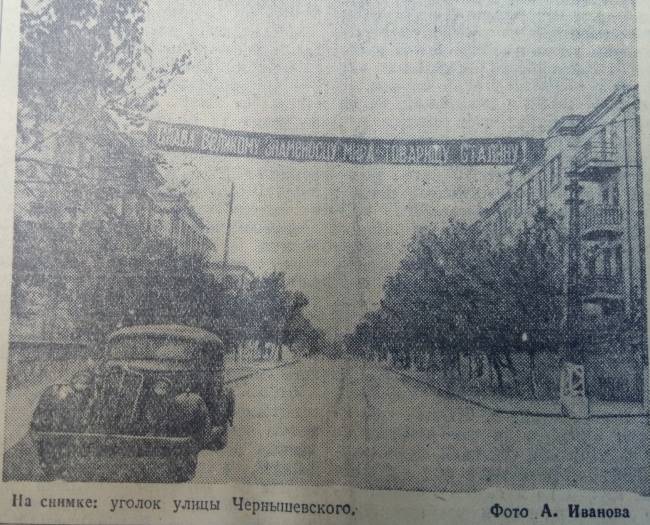 СЛАВА ВЕЛИКОМУ ЗНАМЕНОСЦУ МИРА ТОВАРИЩУ СТАЛИНУ!
На снимке: уголок улицы Чернышевского.
Фото А. Иванова